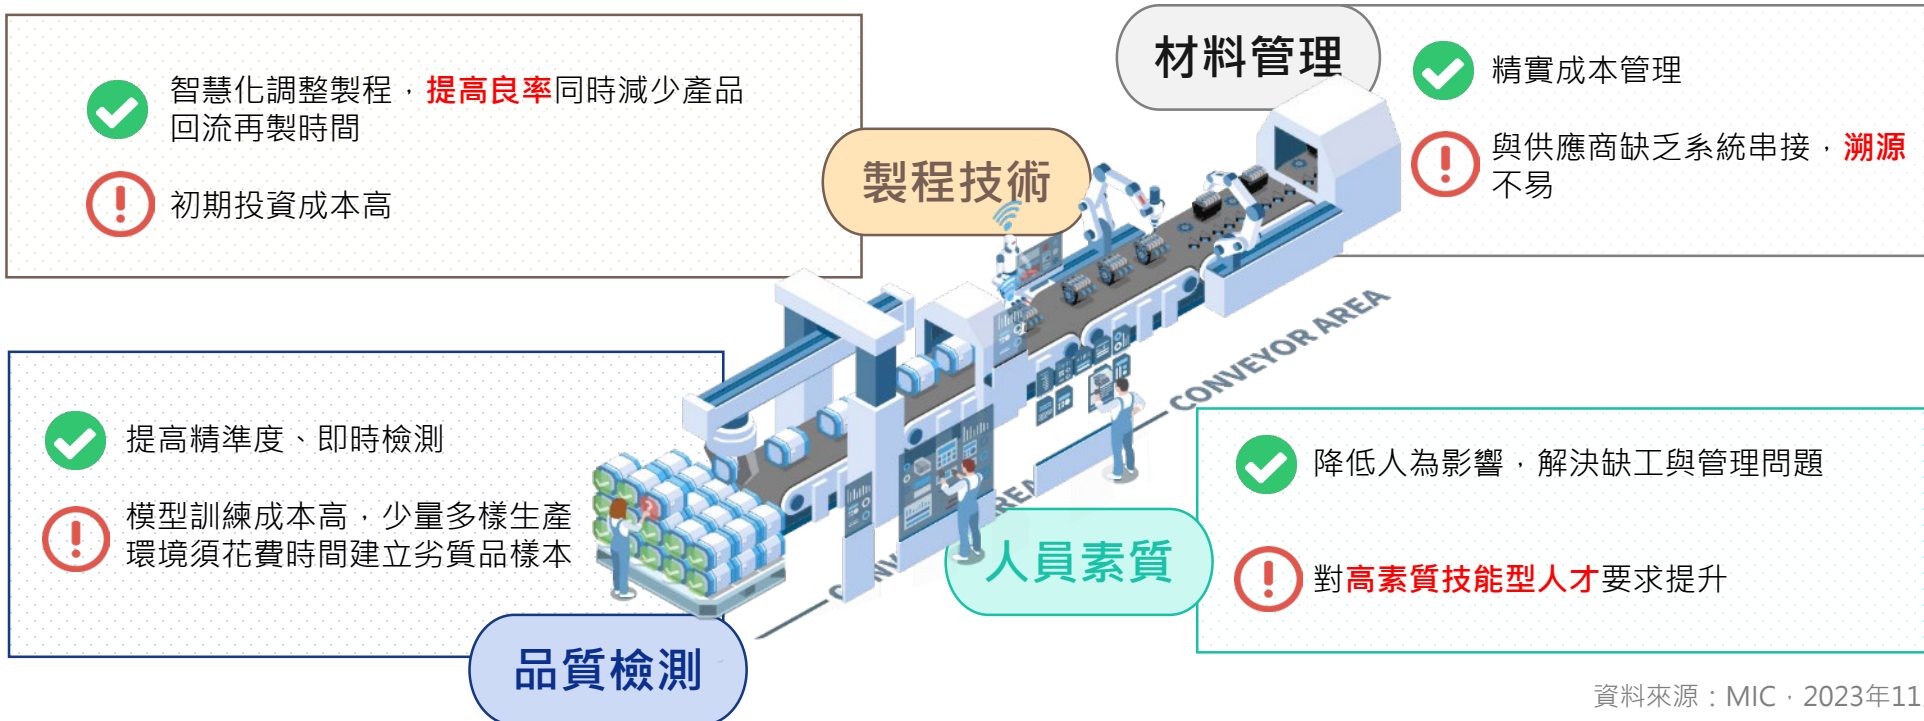 材料管理
精實成本管理
與供應商缺乏系統串接，溯源
不易
智慧化調整製程，提高良率同時減少產品
回流再製時間
初期投資成本高
製程技術
CONVEYOR AREA
提高精準度、即時檢測
模型訓練成本高，少量多樣生產
環境須花費時間建立劣質品樣本
品質檢測
降低人為影響，解決缺工與管理問題
對高素質技能型人才要求提升
人員素質
資料來源：MIC，2023年11